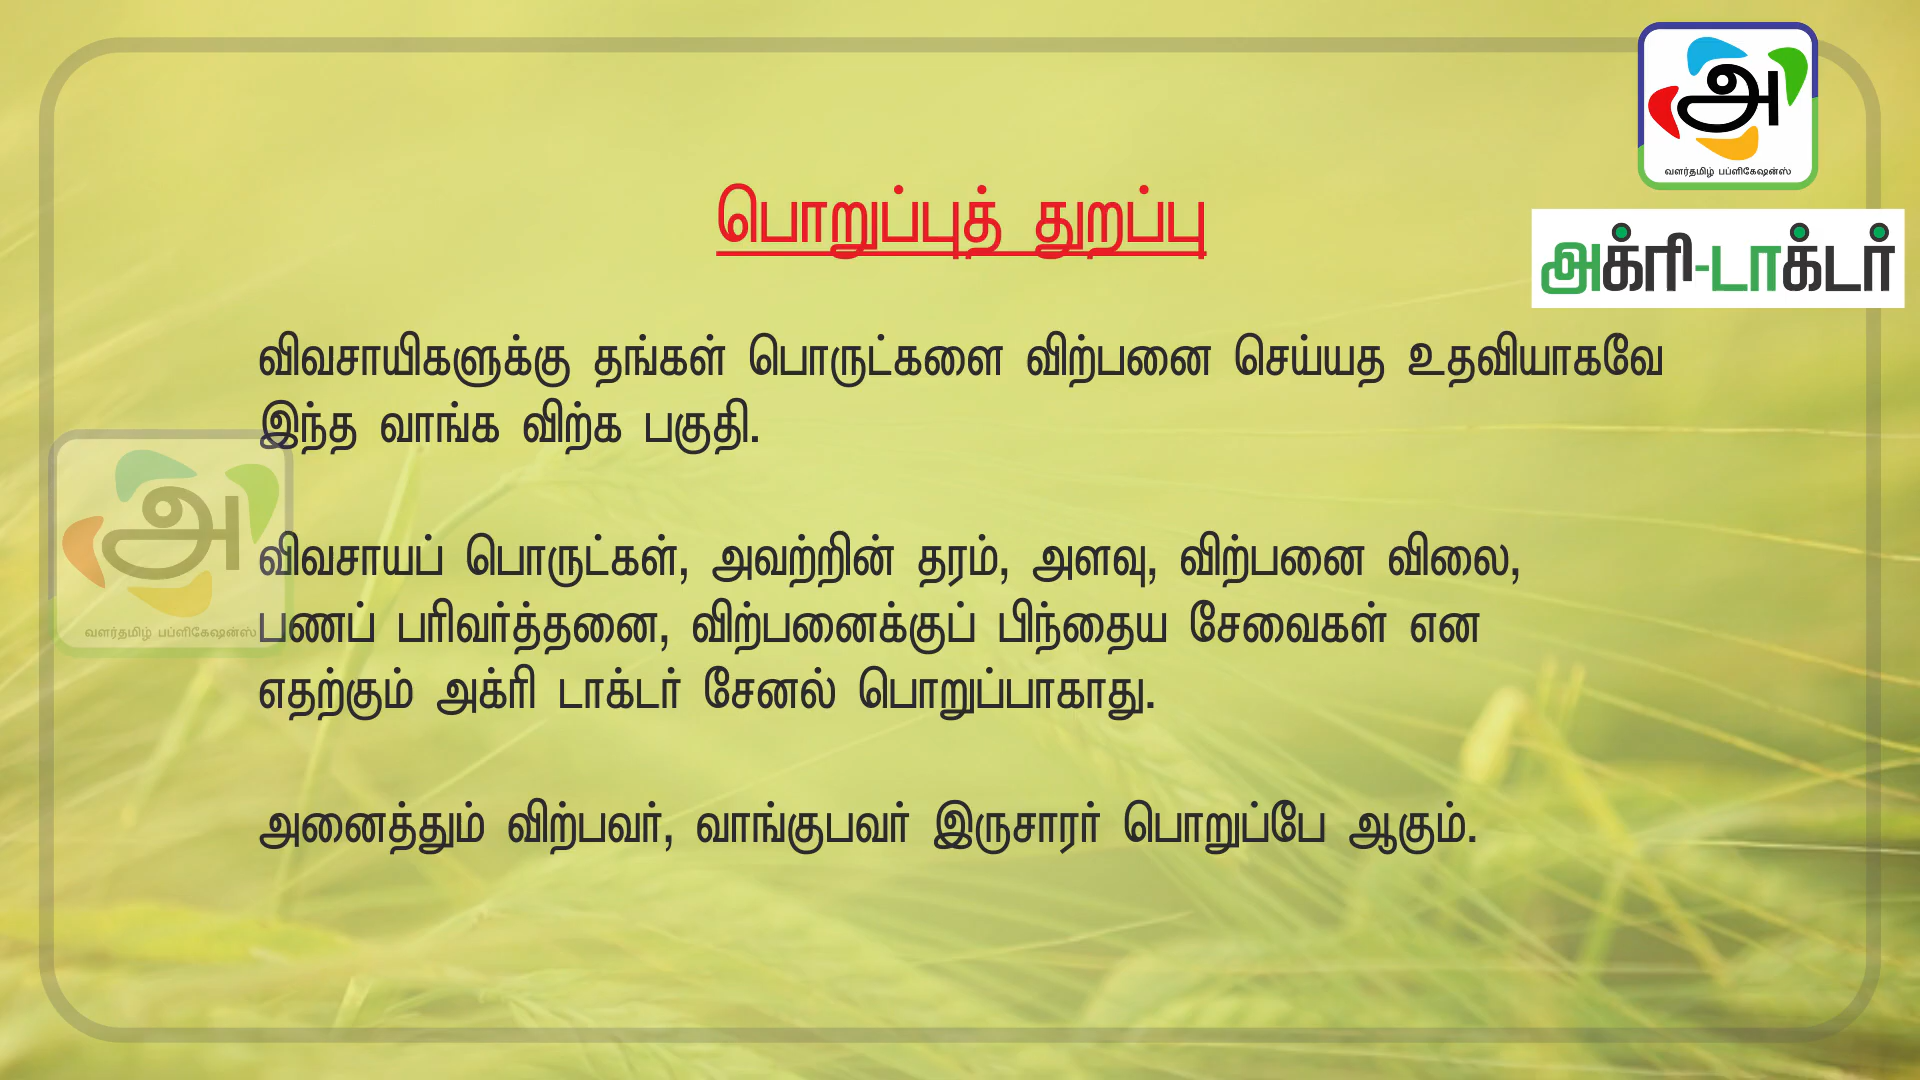 அ
வளர்தமிழ் பப்ளிகேஷன்ஸ்
பொறுப்புத் துறப்பு
அக்ரி-டாக்டர்
விவசாயிகளுக்கு தங்கள் பொருட்களை விற்பனை செய்யத உதவியாகவே
இந்த வாங்க விற்க பகுதி.
அ
விவசாயப் பொருட்கள், அவற்றின் தரம், அளவு, விற்பனை விலை,
பணப் பரிவர்த்தனை, விற்பனைக்குப் பிந்தைய சேவைகள் என
வளர்தமிழ் பப்ளிகேஷன்ஸ்
எதற்கும் அக்ரி டாக்டர் சேனல் பொறுப்பாகாது.
அனைத்தும் விற்பவர், வாங்குபவர் இருசாரர் பொறுப்பே ஆகும்.